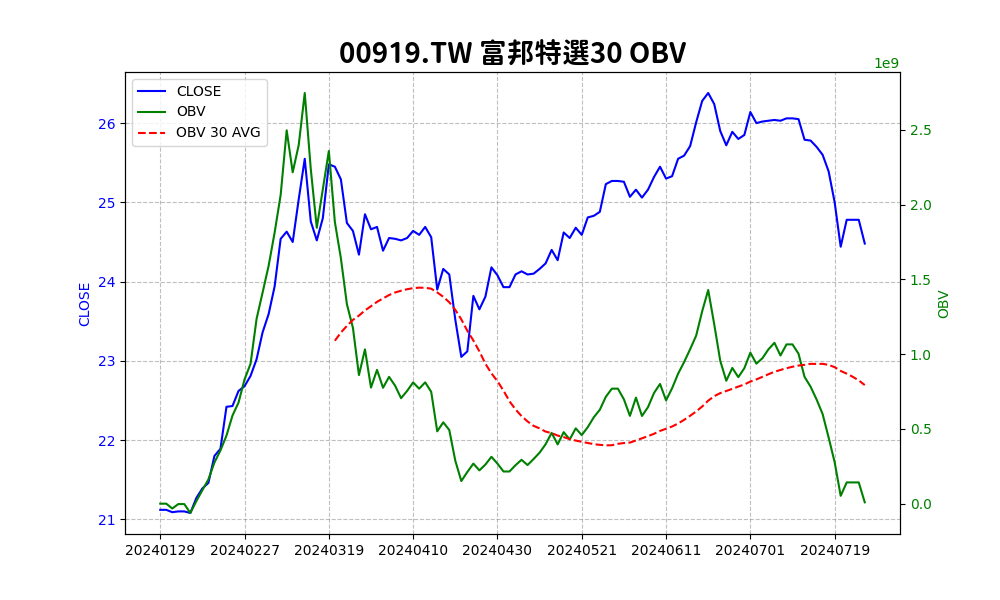 00919.TW 富邦特選30 OBV
1e9
CLOSE
OBV
OBV 30 AVG
26
25
24
23
22
21
CLOSE
2.5
2.0
1.5
1.0
0.5
0.0
OBV
20240129 20240227 20240319 20240410 20240430 20240521 20240611 20240701 20240719